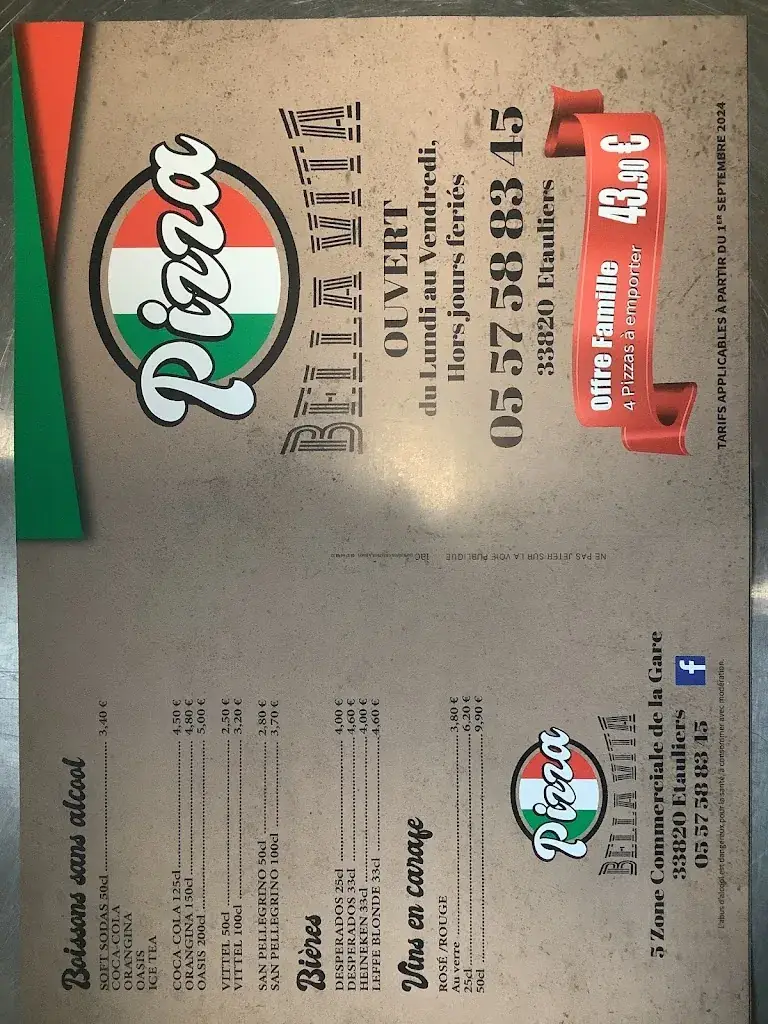 Boissons sans alcool
SOFT SODAS 50cl 3,40 €
COCA-COLA
ORANGINA
OASIS
ICE TEA
COCA COLA 125cl 4,50 €
ORANGINA 150cl 4,80 €
OASIS 200cl 5,00 €
VITTEL 50cl 2,50 €
VITTEL 100cl 3,20 €
SAN PELLEGRINO 50cl 2,80 €
SAN PELLEGRINO 100cl 3,70 €
Bières
DESPERADOS 25cl 4,00 €
DESPERADOS 33cl 4,60 €
HEINEKEN 33cl 4,00 €
LEFFE BLONDE 33cl 4,60 €
Vins en carafe
ROSÉ /ROUGE
Au verre 3,80 €
25cl 6,20 €
50cl 9,90 €
Pizza
BELLA VITA
5 Zone Commerciale de la Gare
33820 Etauliers
05 57 58 83 45
f
L'abus d'alcool est dangereux pour la santé, à consommer avec modération.
NE PAS JETER SUR LA VOIE PUBLIQUE
Pizza
BELLA VITA
OUVERT
du Lundi au Vendredi,
Hors jours feriés
05 57 58 83 45
33820 Etauliers
Offre Famille
4 Pizzas à emporter 43.90 €
TARIFS APPLICABLES À PARTIR DU 1ER SEPTEMBRE 2024